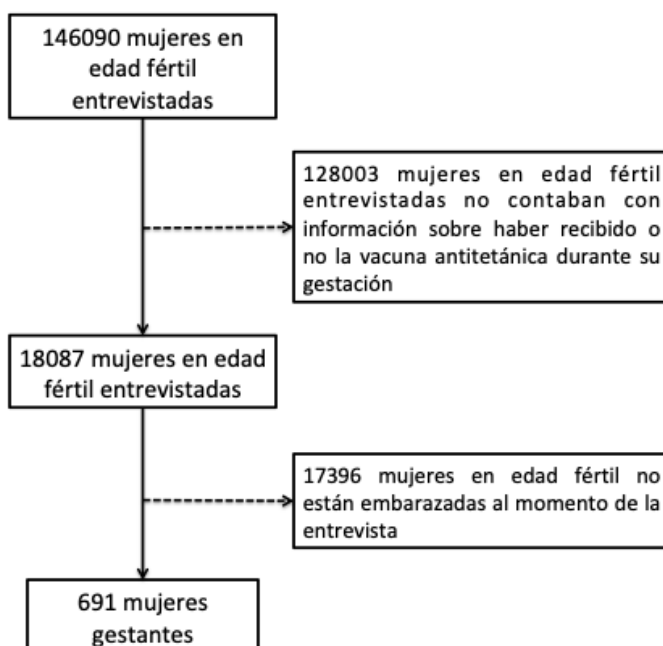 146090 mujeres en
edad fértil
entrevistadas
128003 mujeres en edad fértil
entrevistadas no contaban con
información sobre haber recibido o
no la vacuna antitetánica durante su
gestación
18087 mujeres en edad
fértil entrevistadas
17396 mujeres en edad fértil no
están embarazadas al momento de la
entrevista
691 mujeres
gestantes